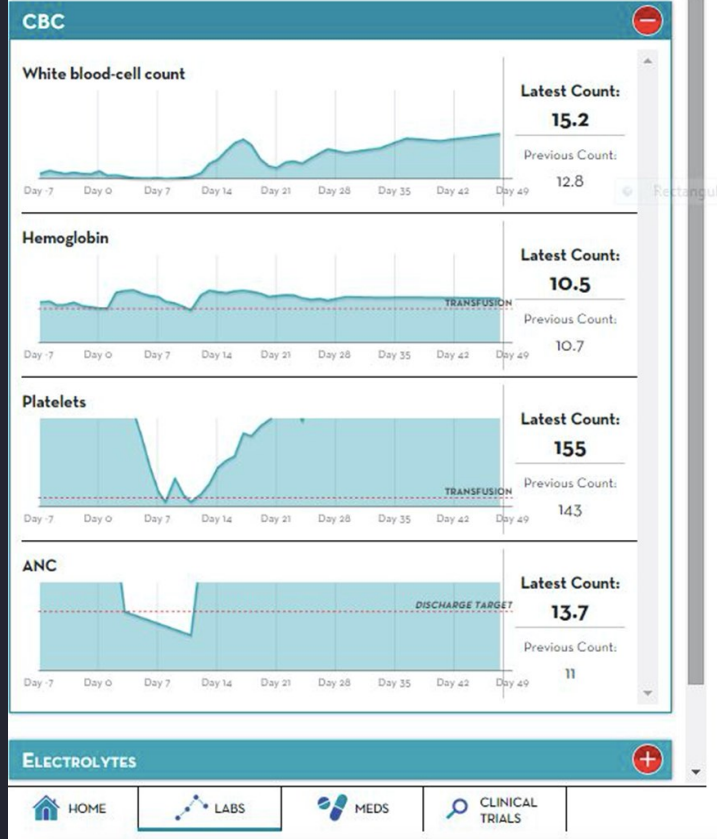 CBC
White blood-cell count
Latest Count:
15.2
Previous Count:
12.8
Day -7 Day 0 Day 7 Day 14 Day 21 Day 28 Day 35 Day 42 Day 49
Hemoglobin
Latest Count:
10.5
TRANSFUSION
Previous Count:
10.7
Day -7 Day 0 Day 7 Day 14 Day 21 Day 28 Day 35 Day 42 Day 49
Platelets
Latest Count:
155
TRANSFUSION
Previous Count:
143
Day -7 Day 0 Day 7 Day 14 Day 21 Day 28 Day 35 Day 42 Day 49
ANC
Latest Count:
DISCHARGE TARGET
13.7
Previous Count:
11
Day -7 Day 0 Day 7 Day 14 Day 21 Day 28 Day 35 Day 42 Day 49
ELECTROLYTES
HOME LABS MEDS CLINICAL
TRIALS